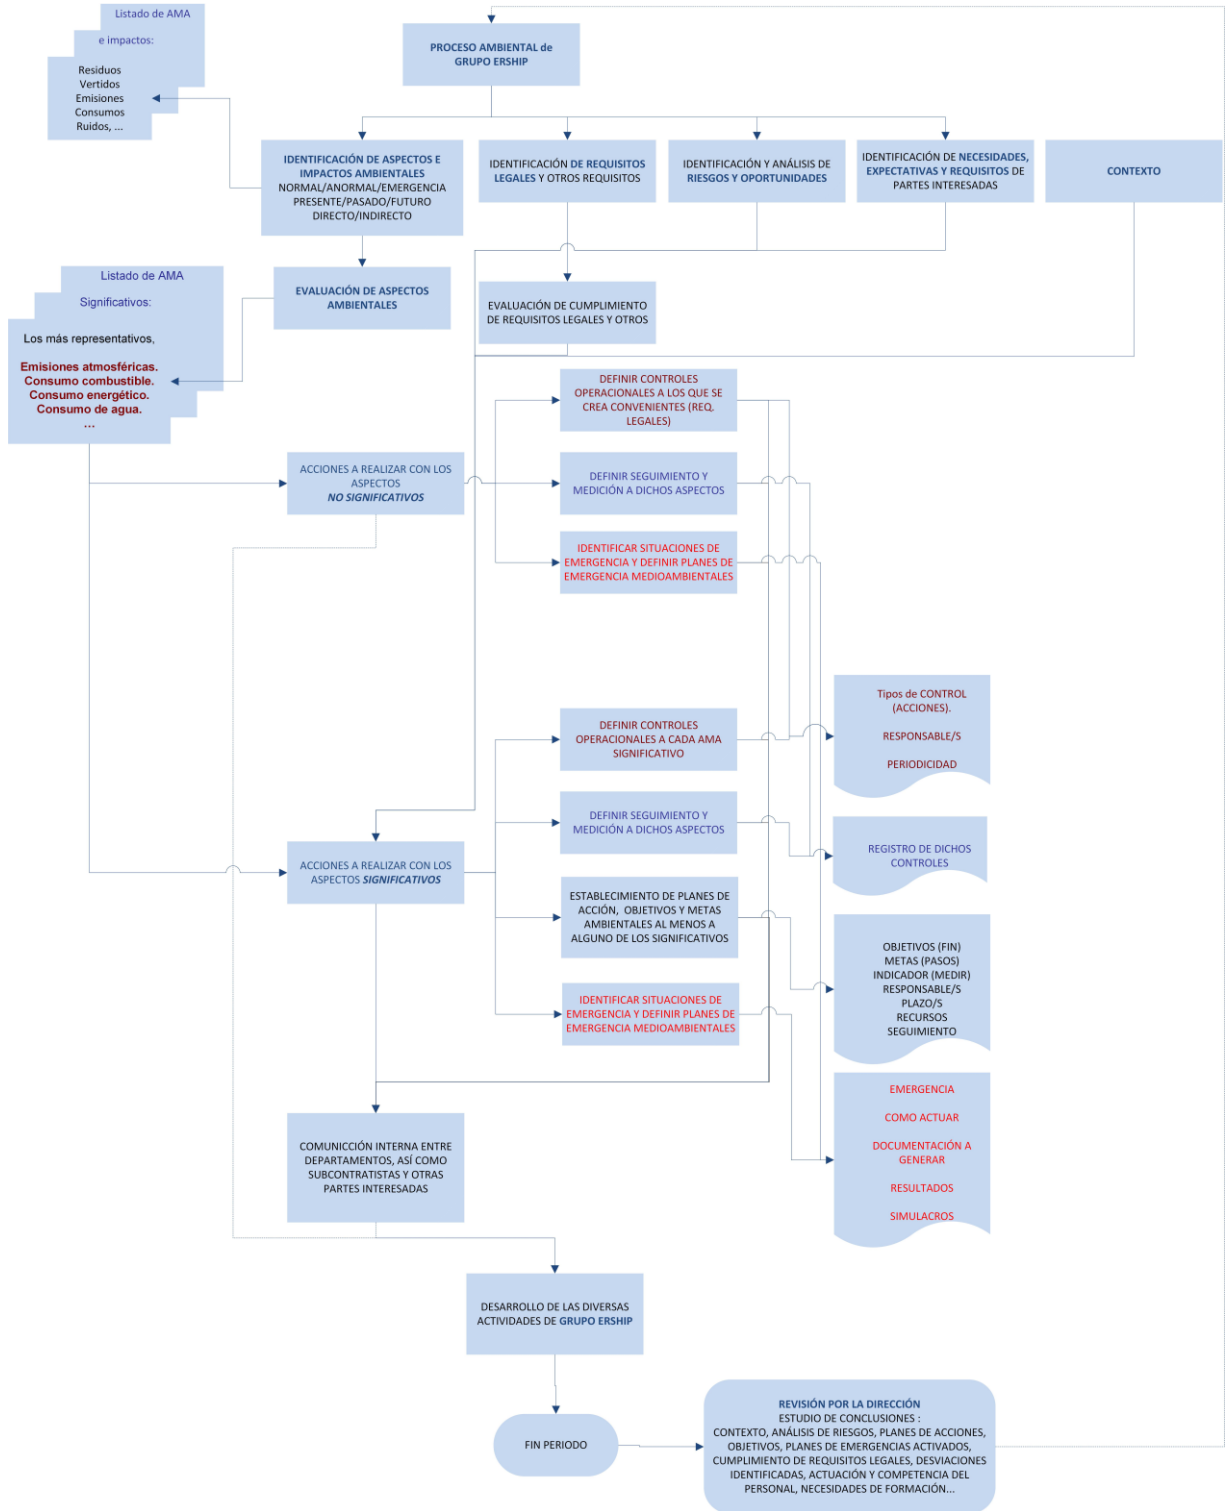 Listado de AMA
e impactos:
Residuos
Vertidos
Emisiones
Consumos
Ruidos, ...
PROCESO AMBIENTAL de
GRUPO ERSHIP
IDENTIFICACIÓN DE ASPECTOS E
IMPACTOS AMBIENTALES
NORMAL/ANORMAL/EMERGENCIA
PRESENTE/PASADO/FUTURO
DIRECTO/INDIRECTO
IDENTIFICACIÓN DE REQUISITOS
LEGALES Y OTROS REQUISITOS
IDENTIFICACIÓN Y ANÁLISIS DE
RIESGOS Y OPORTUNIDADES
IDENTIFICACIÓN DE NECESIDADES,
EXPECTATIVAS Y REQUISITOS DE
PARTES INTERESADAS
CONTEXTO
Listado de AMA
Significativos:
Los más representativos,
Emisiones atmosféricas.
Consumo combustible.
Consumo energético.
Consumo de agua.
...
EVALUACIÓN DE ASPECTOS
AMBIENTALES
EVALUACIÓN DE CUMPLIMIENTO
DE REQUISITOS LEGALES Y OTROS
DEFINIR CONTROLES
OPERACIONALES A LOS QUE SE
CREA CONVENIENTES (REQ.
LEGALES)
ACCIONES A REALIZAR CON LOS
ASPECTOS
NO SIGNIFICATIVOS
DEFINIR SEGUIMIENTO Y
MEDICIÓN A DICHOS ASPECTOS
IDENTIFICAR SITUACIONES DE
EMERGENCIA Y DEFINIR PLANES DE
EMERGENCIA MEDIOAMBIENTALES
Tipos de CONTROL
(ACCIONES).
RESPONSABLE/S
PERIODICIDAD
DEFINIR CONTROLES
OPERACIONALES A CADA AMA
SIGNIFICATIVO
DEFINIR SEGUIMIENTO Y
MEDICIÓN A DICHOS ASPECTOS
REGISTRO DE DICHOS
CONTROLES
ACCIONES A REALIZAR CON LOS
ASPECTOS SIGNIFICATIVOS
ESTABLECIMIENTO DE PLANES DE
ACCIÓN, OBJETIVOS Y METAS
AMBIENTALES AL MENOS A
ALGUNO DE LOS SIGNIFICATIVOS
OBJETIVOS (FIN)
METAS (PASOS)
INDICADOR (MEDIR)
RESPONSABLE/S
PLAZO/S
RECURSOS
SEGUIMIENTO
IDENTIFICAR SITUACIONES DE
EMERGENCIA Y DEFINIR PLANES DE
EMERGENCIA MEDIOAMBIENTALES
EMERGENCIA
COMO ACTUAR
DOCUMENTACIÓN A
GENERAR
RESULTADOS
SIMULACROS
COMUNICCIÓN INTERNA ENTRE
DEPARTAMENTOS, ASÍ COMO
SUBCONTRATISTAS Y OTRAS
PARTES INTERESADAS
DESARROLLO DE LAS DIVERSAS
ACTIVIDADES DE GRUPO ERSHIP
FIN PERIODO
REVISIÓN POR LA DIRECCIÓN
ESTUDIO DE CONCLUSIONES :
CONTEXTO, ANÁLISIS DE RIESGOS, PLANES DE ACCIONES,
OBJETIVOS, PLANES DE EMERGENCIAS ACTIVADOS,
CUMPLIMIENTO DE REQUISITOS LEGALES, DESVIACIONES
IDENTIFICADAS, ACTUACIÓN Y COMPETENCIA DEL
PERSONAL, NECESIDADES DE FORMACIÓN...